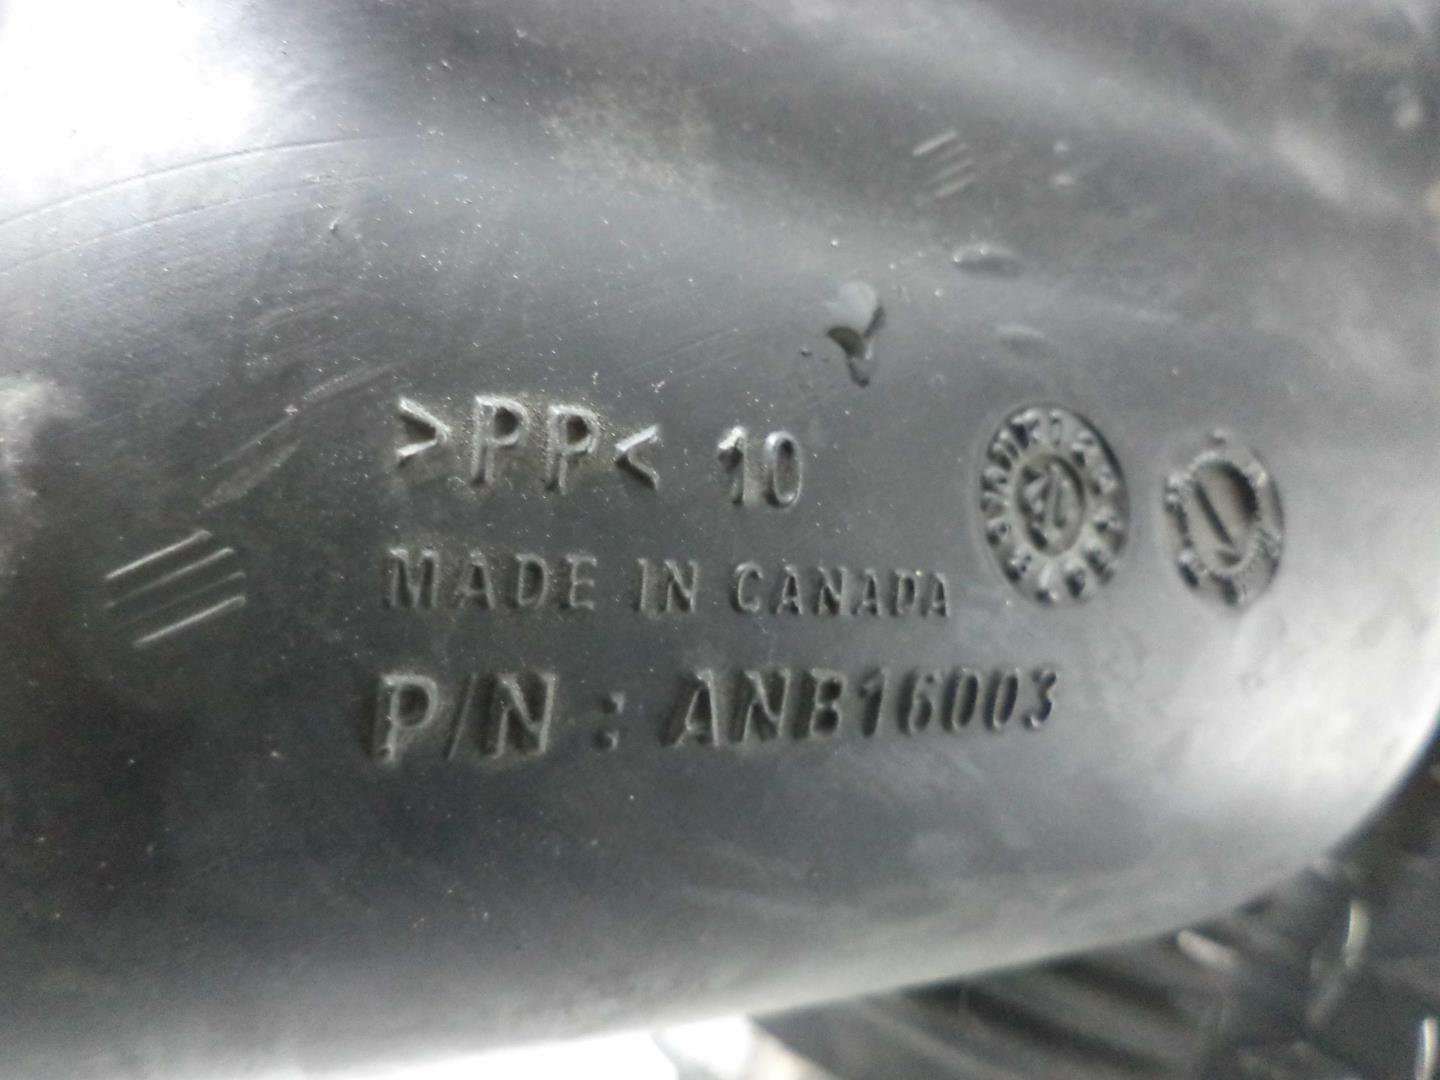 >PP< 10
MADE IN CANADA
P/N : ANB16003